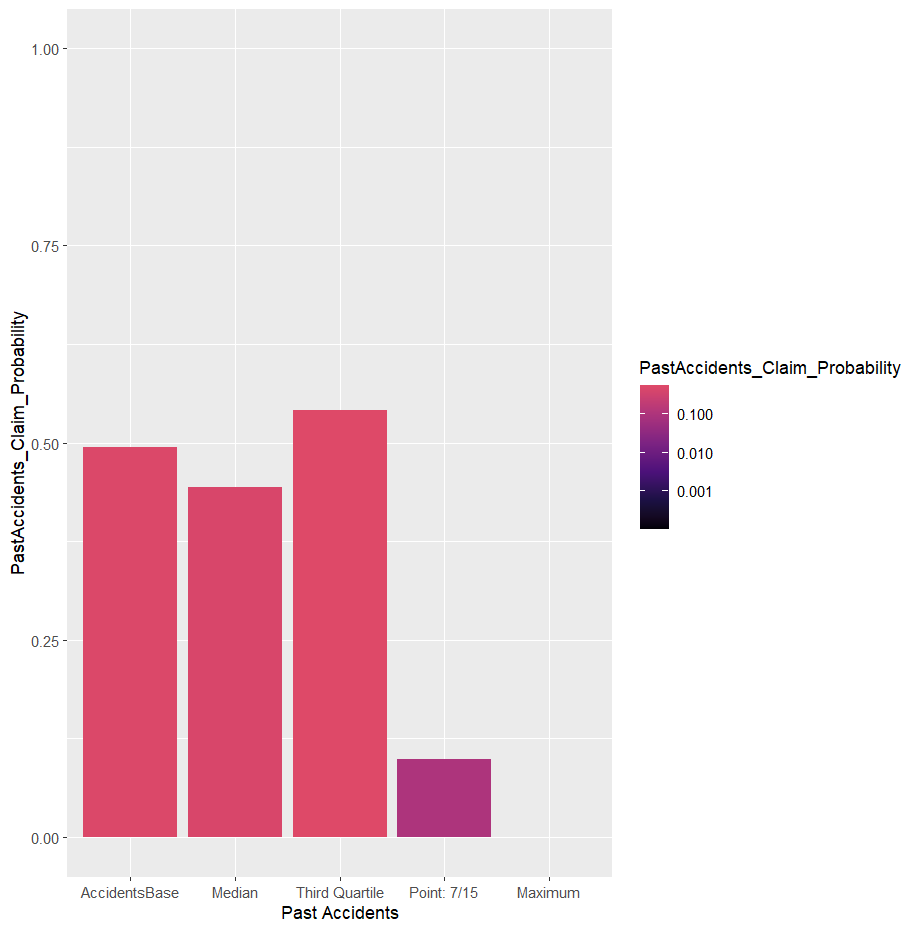 1.00
0.75
0.50
0.25
0.00
PastAccidents_Claim_Probability
AccidentsBase
Median
Third Quartile
Point: 7/15
Maximum
Past Accidents
PastAccidents_Claim_Probability
0.100
0.010
0.001